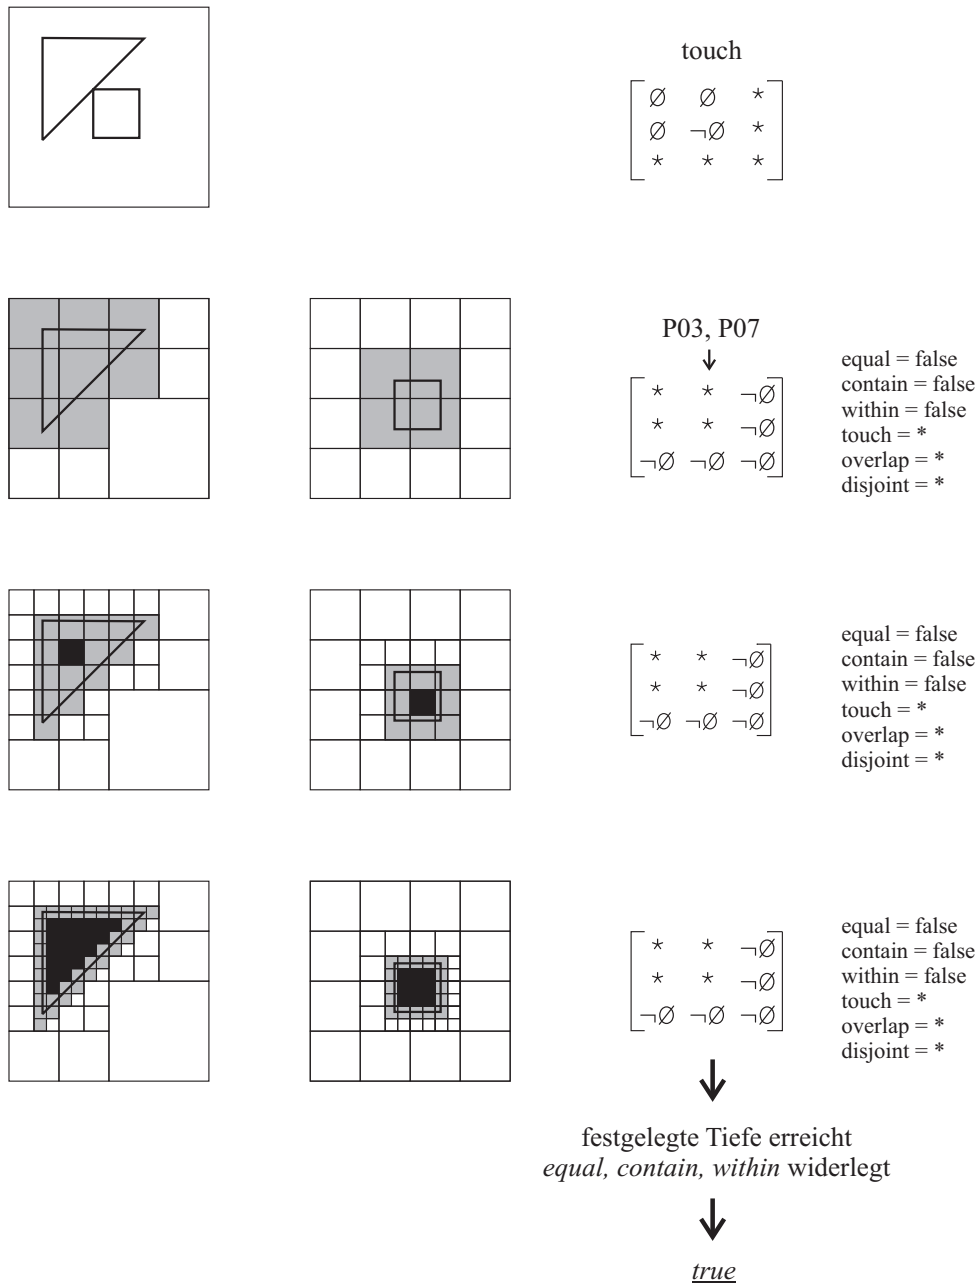 touch
∅ ∅ *
∅ ¬∅ *
* * *
P03, P07
* * ¬∅
* * ¬∅
¬∅ ¬∅ ¬∅
equal = false
contain = false
within = false
touch = *
overlap = *
disjoint = *
* * ¬∅
* * ¬∅
¬∅ ¬∅ ¬∅
equal = false
contain = false
within = false
touch = *
overlap = *
disjoint = *
* * ¬∅
* * ¬∅
¬∅ ¬∅ ¬∅
equal = false
contain = false
within = false
touch = *
overlap = *
disjoint = *
festgelegte Tiefe erreicht
equal, contain, within widerlegt
true